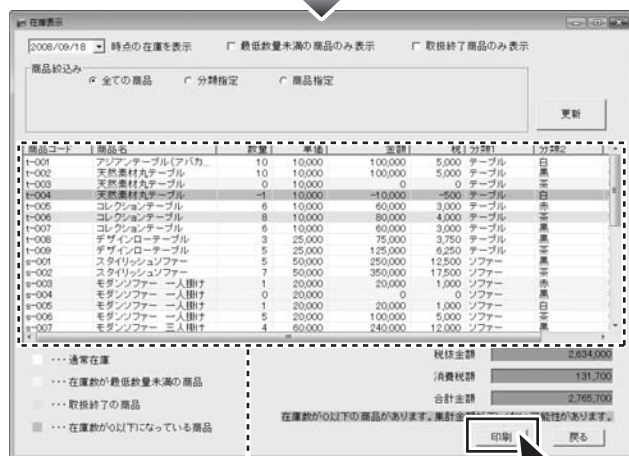 在庫表示
2008/09/18 時点の在庫を表示 最低数量未満の商品のみ表示 取扱終了商品のみ表示
商品絞込み
全ての商品 分類指定 商品指定
更新
商品コード 商品名 数量 単価 金額 税 分類1 分類2
t-001 アジアンテーブル(アバカ... 10 10,000 100,000 5,000 テーブル 白
t-002 天然素材丸テーブル 10 10,000 100,000 5,000 テーブル 黒
t-003 天然素材丸テーブル 0 10,000 0 0 テーブル 茶
t-004 天然素材丸テーブル -1 10,000 -10,000 -500 テーブル 白
t-005 コレクションテーブル 6 10,000 60,000 3,000 テーブル 赤
t-006 コレクションテーブル 8 10,000 80,000 4,000 テーブル 茶
t-007 コレクションテーブル 6 10,000 60,000 3,000 テーブル 黒
t-008 デザインローテーブル 3 25,000 75,000 3,750 テーブル 茶
t-009 デザインローテーブル 5 25,000 125,000 6,250 テーブル 茶
s-001 スタイリッシュソファー 5 50,000 250,000 12,500 ソファー 黒
s-002 スタイリッシュソファー 7 50,000 350,000 17,500 ソファー 茶
s-003 モダンソファー 一人掛け 1 20,000 20,000 1,000 ソファー 赤
s-004 モダンソファー 一人掛け 0 20,000 0 0 ソファー 黒
s-005 モダンソファー 一人掛け 1 20,000 20,000 1,000 ソファー 白
s-006 モダンソファー 一人掛け 5 20,000 100,000 5,000 ソファー 茶
s-007 モダンソファー 三人掛け 4 60,000 240,000 12,000 ソファー 黒
・・・通常在庫
・・・在庫数が最低数量未満の商品
・・・取扱終了の商品
・・・在庫数が0以下になっている商品
税抜金額 2,634,000
消費税額 131,700
合計金額 2,765,700
在庫数が0以下の商品があります。集計金額が正しくない可能性があります。
印刷 戻る